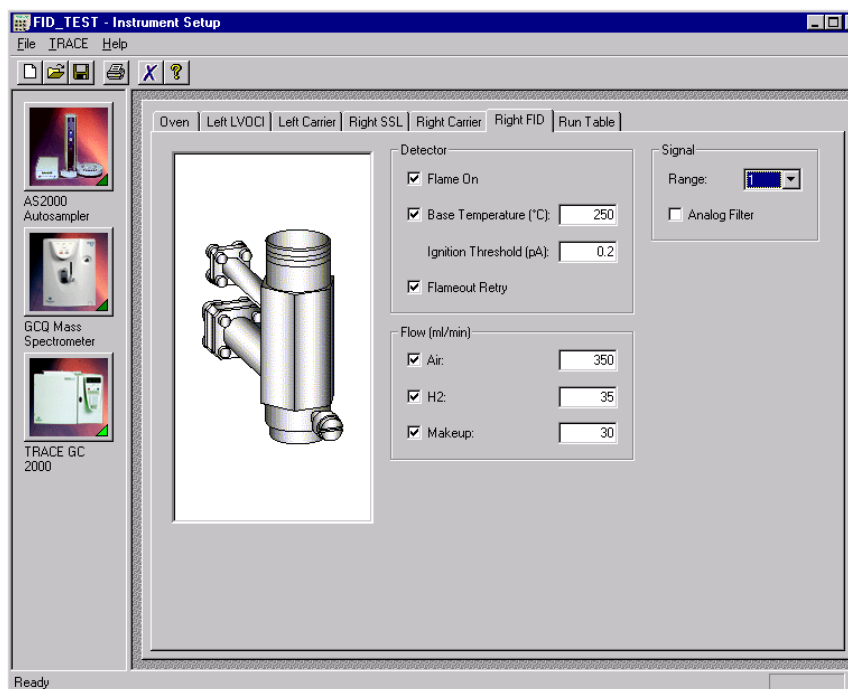 FID_TEST - Instrument Setup
File TRACE Help
Oven Left LVOCI Left Carrier Right SSL Right Carrier Right FID Run Table
AS2000
Autosampler
GCQ Mass
Spectrometer
TRACE GC
2000
Detector
Flame On
Base Temperature (°C): 250
Ignition Threshold (pA): 0.2
Flameout Retry
Flow (ml/min)
Air: 350
H2: 35
Makeup: 30
Signal
Range: 1
Analog Filter
Ready